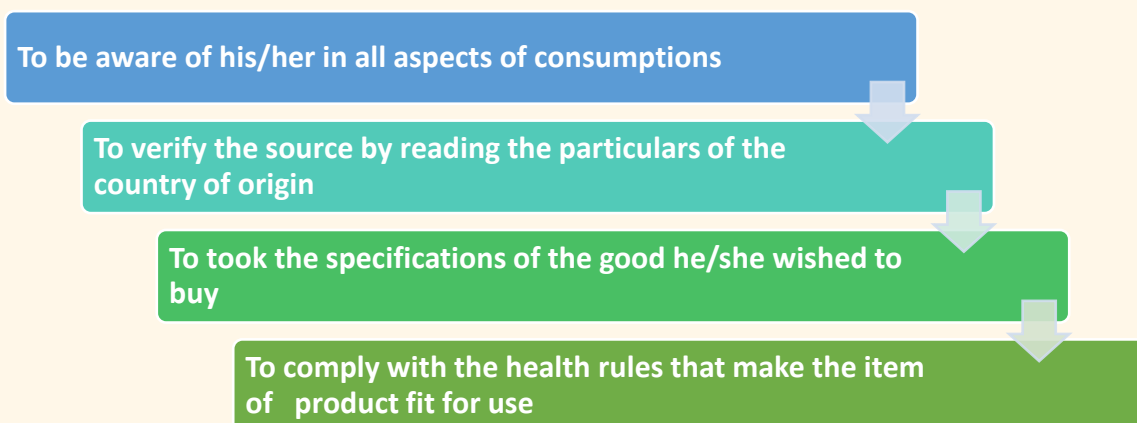 To be aware of his/her in all aspects of consumptions
To verify the source by reading the particulars of the
country of origin
To took the specifications of the good he/she wished to
buy
To comply with the health rules that make the item
of product fit for use